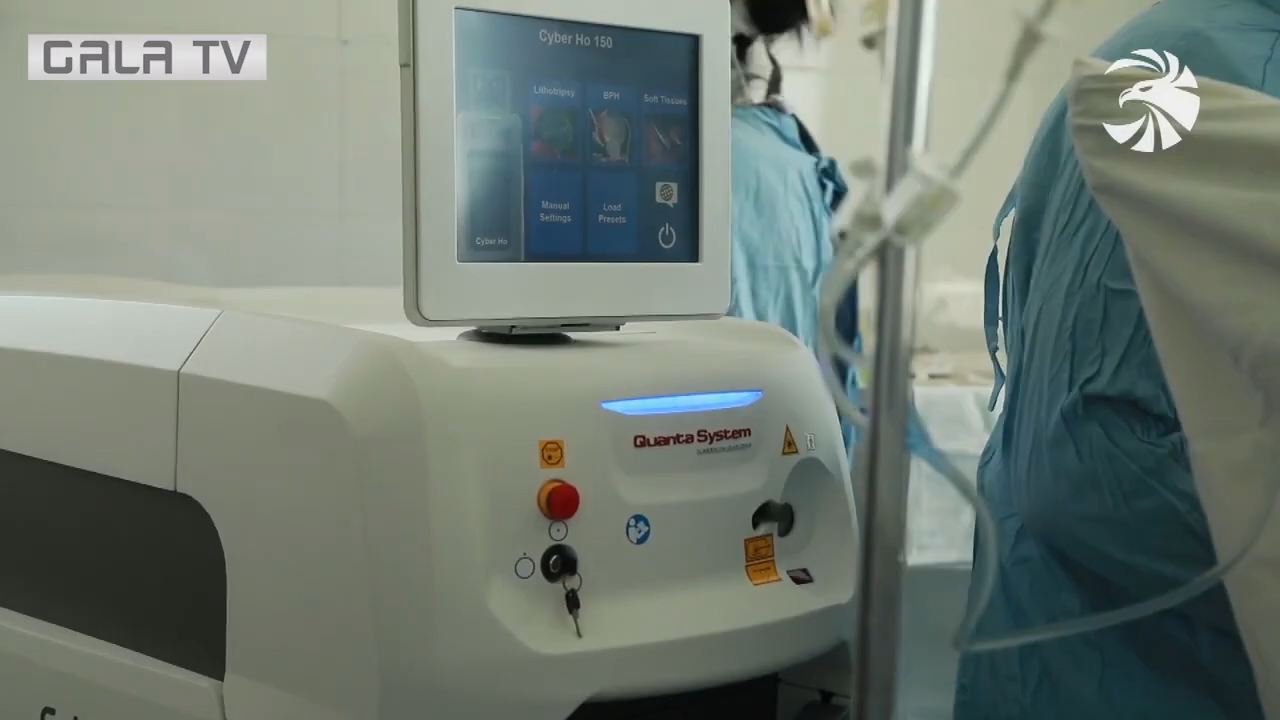 GALA TV
Cyber Ho 150
Lithotripsy
BPH
Soft Tissues
Manual
Settings
Load
Presets
Cyber Ho
Quanta System